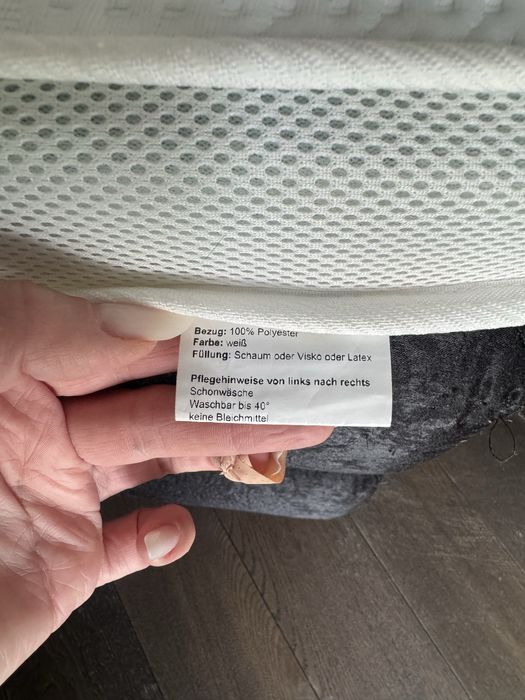 Bezug: 100% Polyester
Farbe: weiß
Füllung: Schaum oder Visko oder Latex
Pflegehinweise von links nach rechts
Schonwäsche
Waschbar bis 40°
keine Bleichmittel